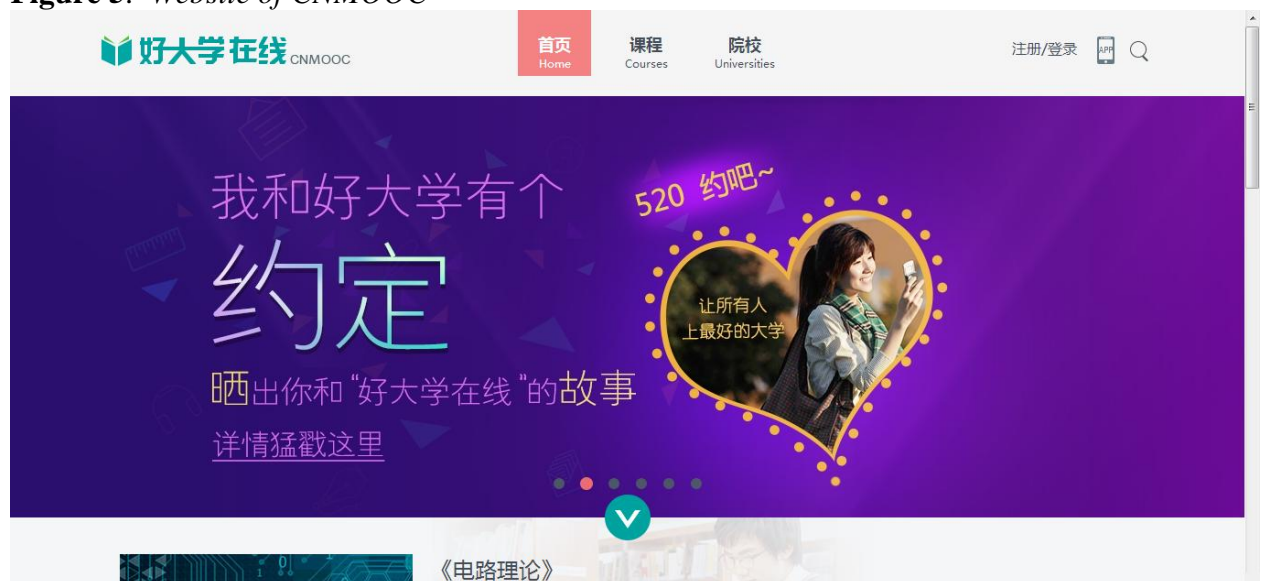 Figure 3: Website of CNMOOC
好大学在线 CNMOOC
首页
Home
课程
Courses
院校
Universities
注册/登录
APP
我和好大学有个
约定
晒出你和“好大学在线”的故事
详情猛戳这里
520 约吧~
让所有人
上最好的大学
《电路理论》